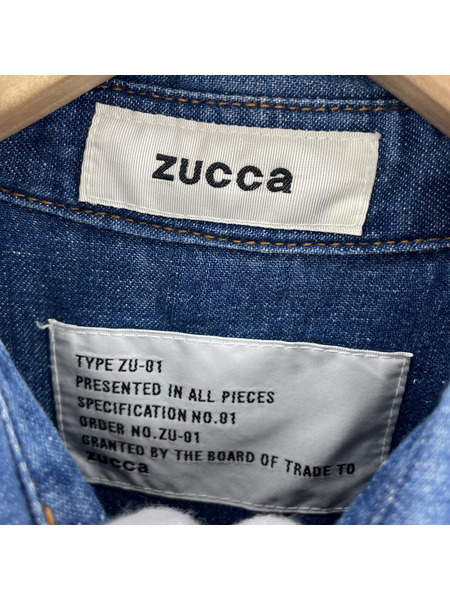 zucca
TYPE ZU-01
PRESENTED IN ALL PIECES
SPECIFICATION NO.01
ORDER NO.ZU-01
GRANTED BY THE BOARD OF TRADE TO
zucca